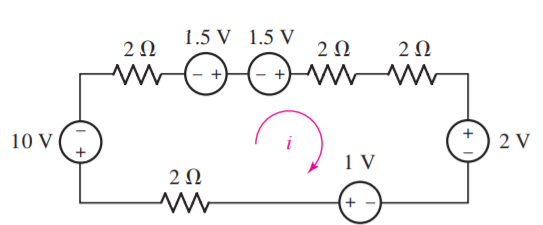 2 Ω 1.5 V 1.5 V 2 Ω 2 Ω
− + − +
10 V − + i + − 2 V
2 Ω 1 V
+ −